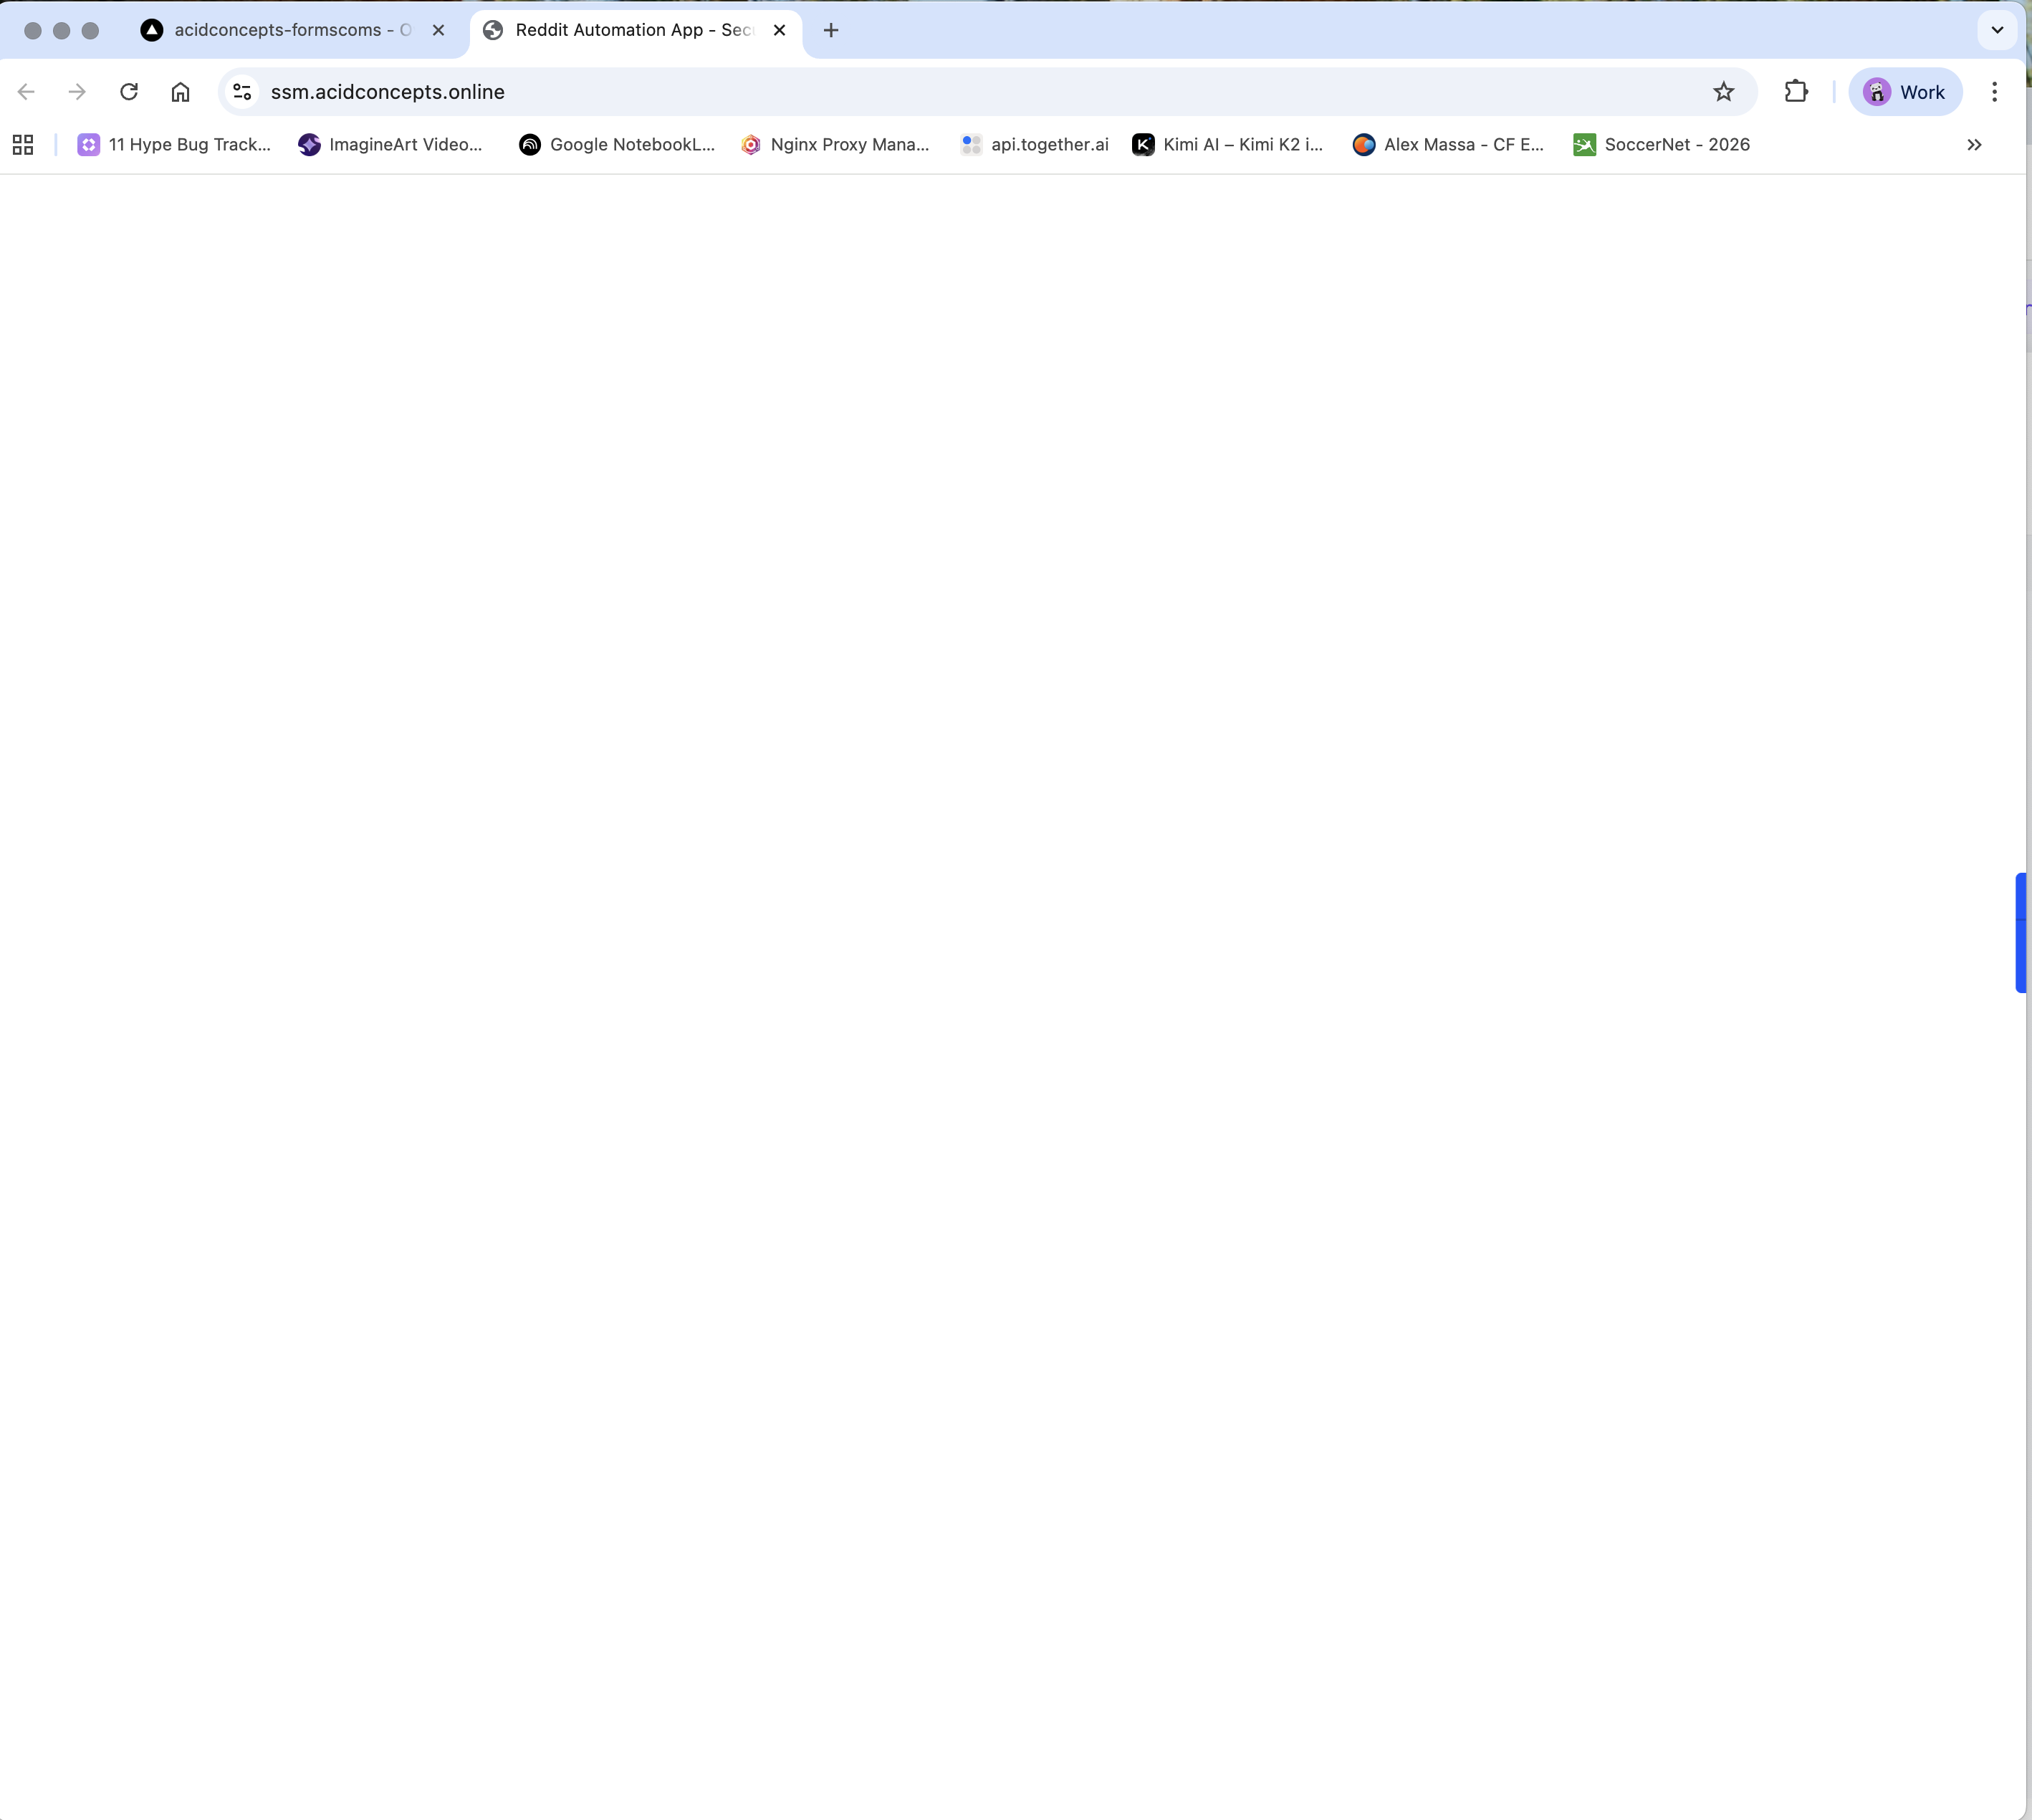 acidconcepts-formscoms - O
Reddit Automation App - Sec
ssm.acidconcepts.online
Work
11 Hype Bug Track...
ImagineArt Video...
Google NotebookL...
Nginx Proxy Mana...
api.together.ai
Kimi AI – Kimi K2 i...
Alex Massa - CF E...
SoccerNet - 2026